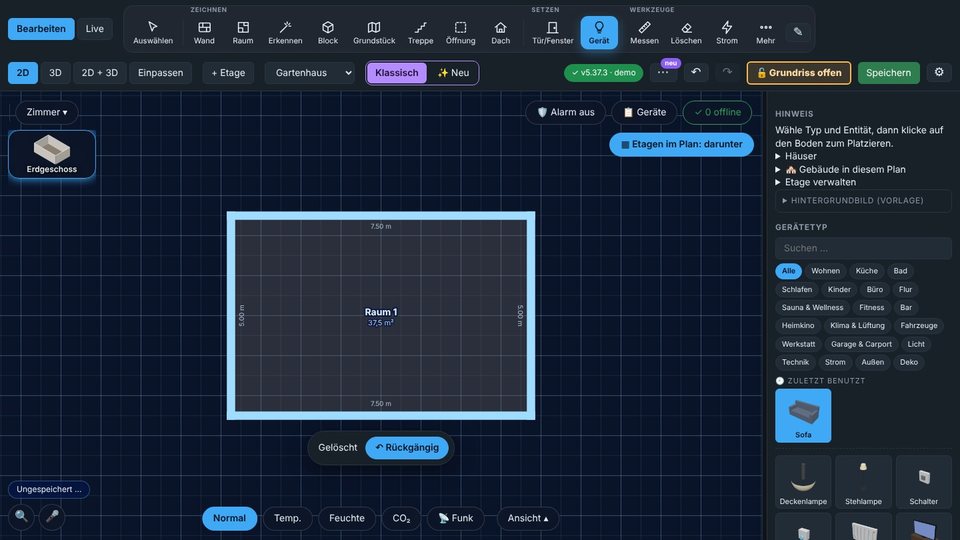 ZEICHNEN
SETZEN
WERKZEUGE
Bearbeiten
Live
Auswählen
Wand
Raum
Erkennen
Block
Grundstück
Treppe
Öffnung
Dach
Tür/Fenster
Gerät
Messen
Löschen
Strom
Mehr
2D
3D
2D + 3D
Einpassen
+ Etage
Gartenhaus
Klassisch
✨ Neu
✓ v5.37.3 · demo
neu
🔓 Grundriss offen
Speichern
Zimmer ▾
🛡️ Alarm aus
📋 Geräte
✓ 0 offline
Erdgeschoss
▦ Etagen im Plan: darunter
7.50 m
5.00 m
Raum 1
37,5 m²
5.00 m
7.50 m
Gelöscht
↶ Rückgängig
Ungespeichert ...
Normal
Temp.
Feuchte
CO₂
📡 Funk
Ansicht ▴
HINWEIS
Wähle Typ und Entität, dann klicke auf
den Boden zum Platzieren.
▶ Häuser
▶ 🏘️ Gebäude in diesem Plan
▶ Etage verwalten
▶ HINTERGRUNDBILD (VORLAGE)
GERÄTETYP
Suchen ...
Alle
Wohnen
Küche
Bad
Schlafen
Kinder
Büro
Flur
Sauna & Wellness
Fitness
Bar
Heimkino
Klima & Lüftung
Fahrzeuge
Werkstatt
Garage & Carport
Licht
Technik
Strom
Außen
Deko
🕘 ZULETZT BENUTZT
Sofa
Deckenlampe
Stehlampe
Schalter